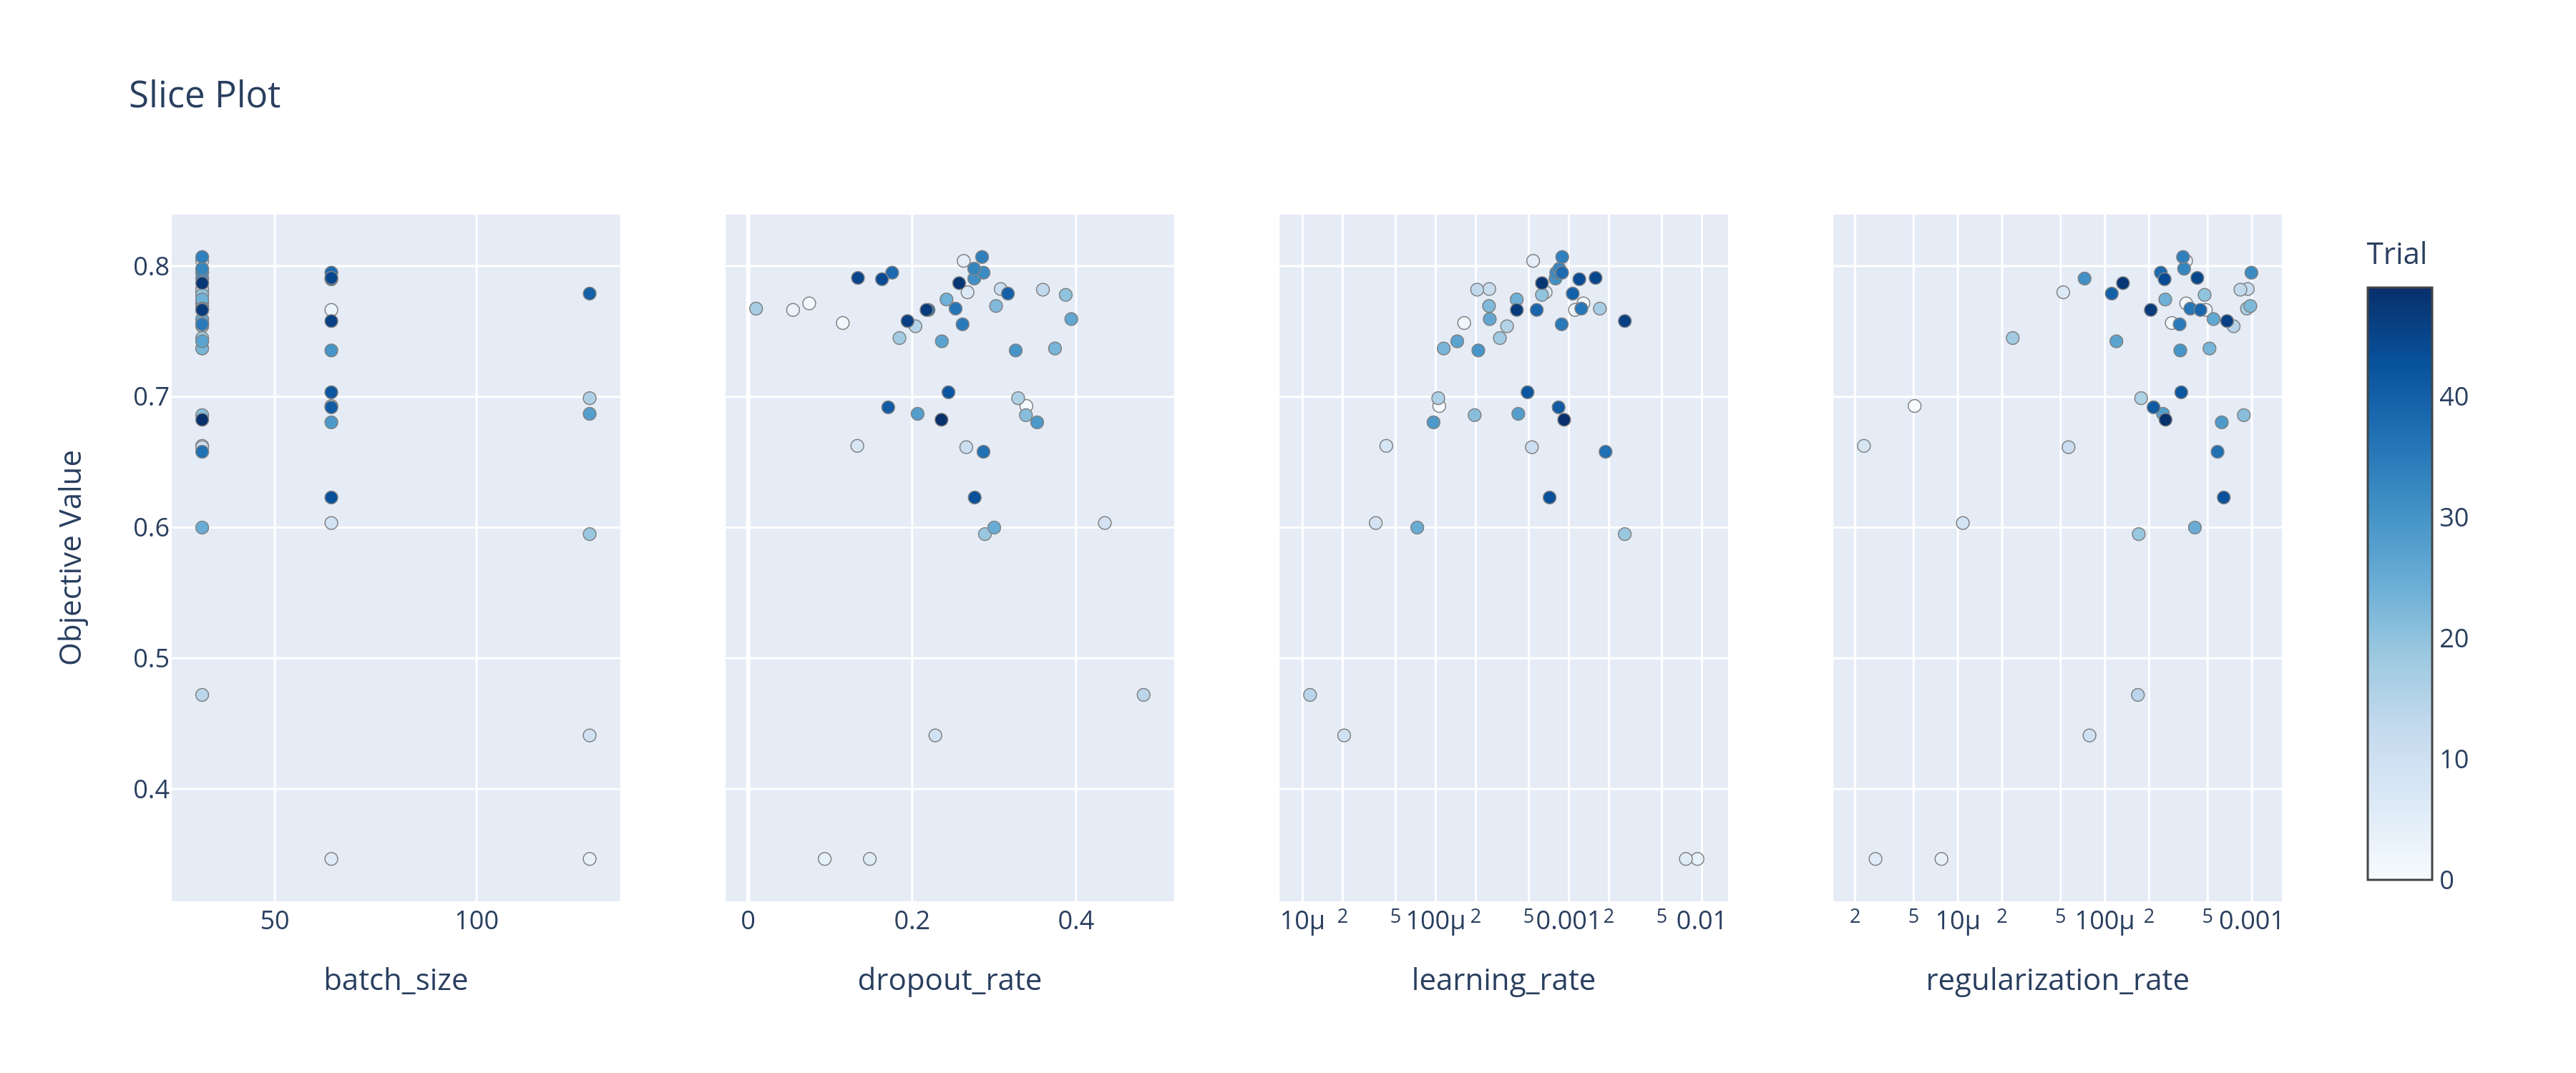 Slice Plot
Objective Value
0.8
0.7
0.6
0.5
0.4
50 100
batch_size
0 0.2 0.4
dropout_rate
10μ 2 5 100μ 2 5 0.001 2 5 0.01
learning_rate
2 5 10μ 2 5 100μ 2 5 0.001
regularization_rate
Trial
40
30
20
10
0